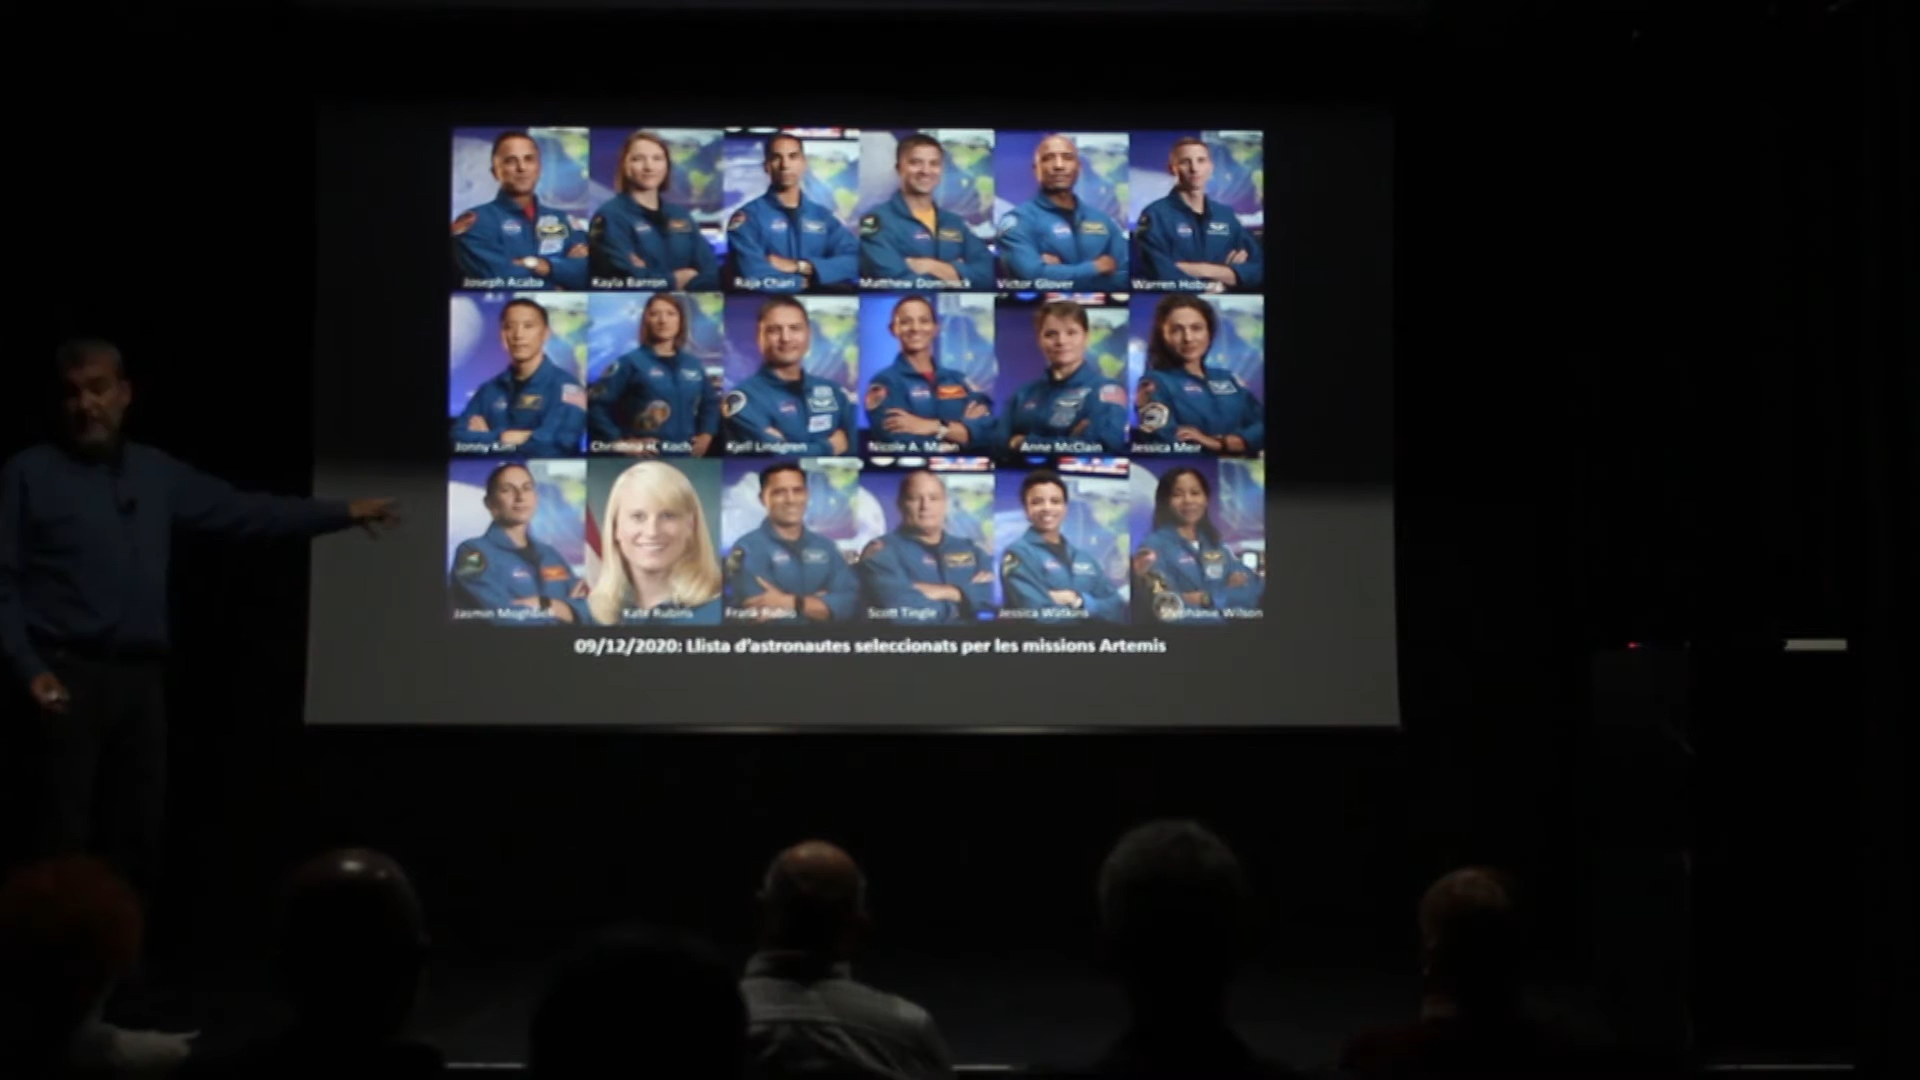 Joseph Acaba
Kayla Barron
Raja Chari
Matthew Dominick
Victor Glover
Warren Hoburg
Jonny Kim
Christina H. Koch
Kjell Lindgren
Nicole A. Mann
Anne McClain
Jessica Meir
Jasmin Moghbeli
Kate Rubins
Frank Rubio
Scott Tingle
Jessica Watkins
Stephanie Wilson
09/12/2020: Llista d'astronautes seleccionats per les missions Artemis